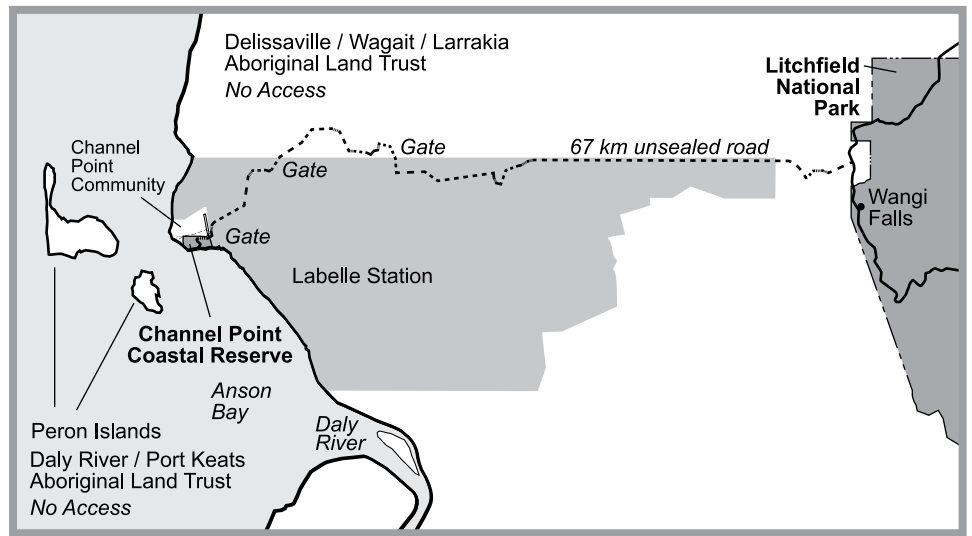 Delissaville / Wagait / Larrakia
Aboriginal Land Trust
No Access
Litchfield
National
Park
67 km unsealed road
Gate
Gate
Channel
Point
Community
Wangi
Falls
Gate
Labelle Station
Channel Point
Coastal Reserve
Anson
Bay
Daly
River
Peron Islands
Daly River / Port Keats
Aboriginal Land Trust
No Access